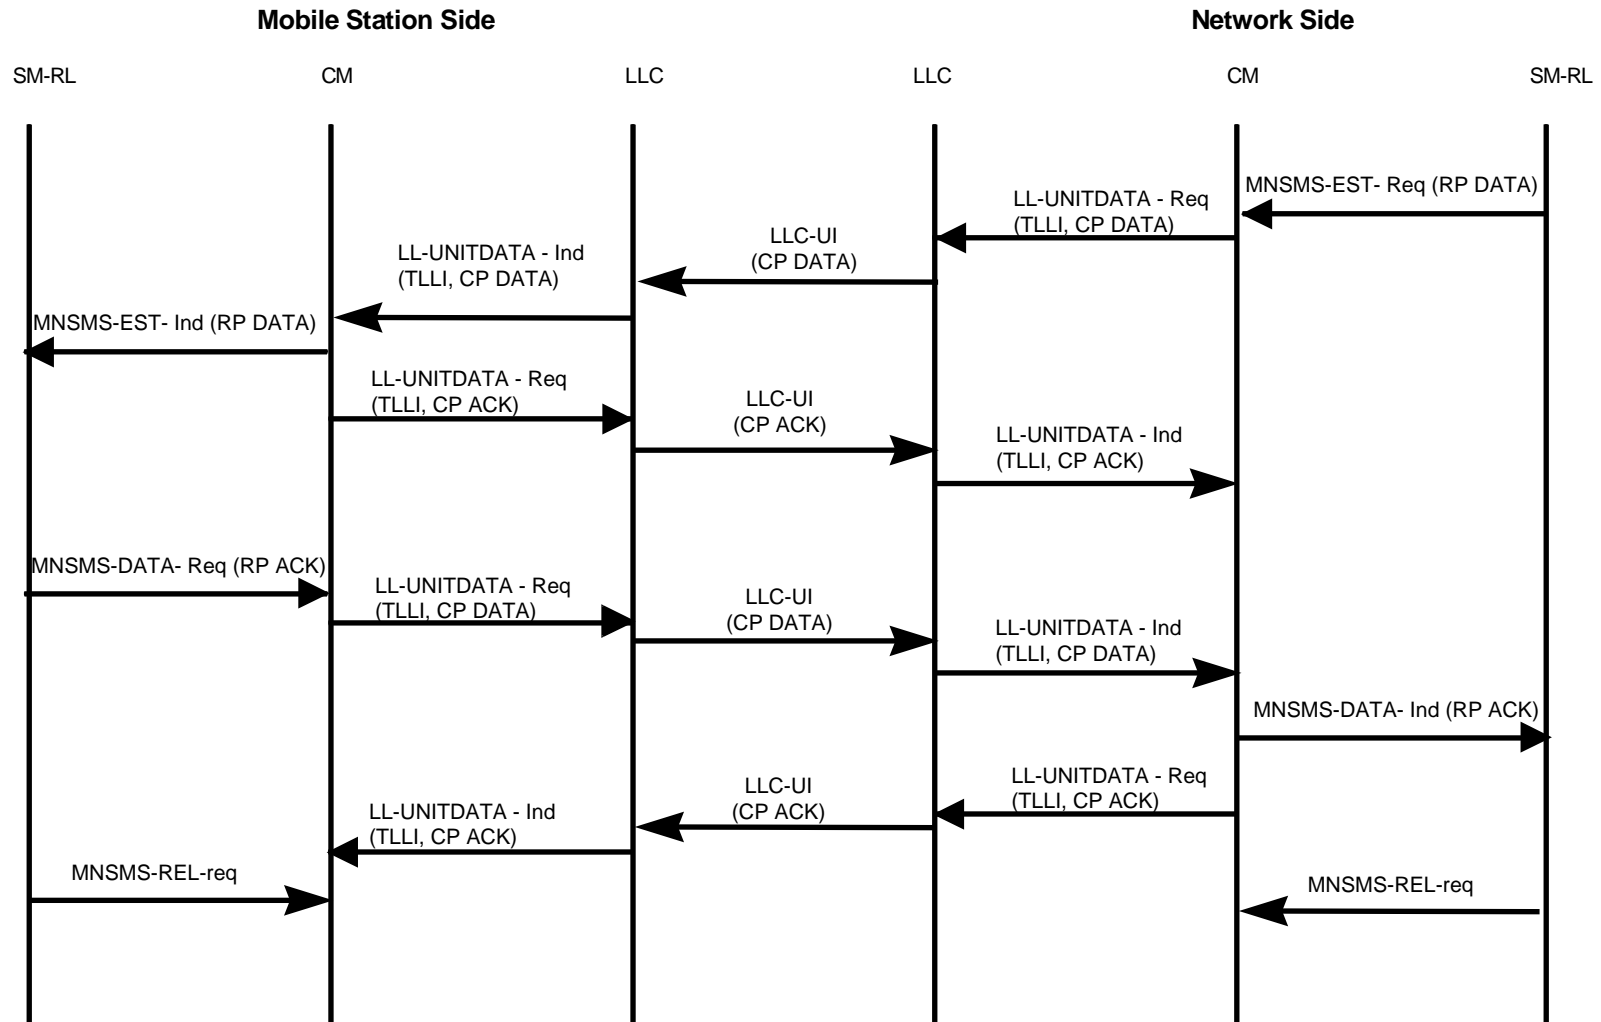 Mobile Station Side
Network Side
SM-RL
CM
LLC
LLC
CM
SM-RL
MNSMS-EST- Req (RP DATA)
LL-UNITDATA - Req
(TLLI, CP DATA)
LLC-UI
(CP DATA)
LL-UNITDATA - Ind
(TLLI, CP DATA)
MNSMS-EST- Ind (RP DATA)
LL-UNITDATA - Req
(TLLI, CP ACK)
LLC-UI
(CP ACK)
LL-UNITDATA - Ind
(TLLI, CP ACK)
MNSMS-DATA- Req (RP ACK)
LL-UNITDATA - Req
(TLLI, CP DATA)
LLC-UI
(CP DATA)
LL-UNITDATA - Ind
(TLLI, CP DATA)
MNSMS-DATA- Ind (RP ACK)
LL-UNITDATA - Req
(TLLI, CP ACK)
LLC-UI
(CP ACK)
LL-UNITDATA - Ind
(TLLI, CP ACK)
MNSMS-REL-req
MNSMS-REL-req